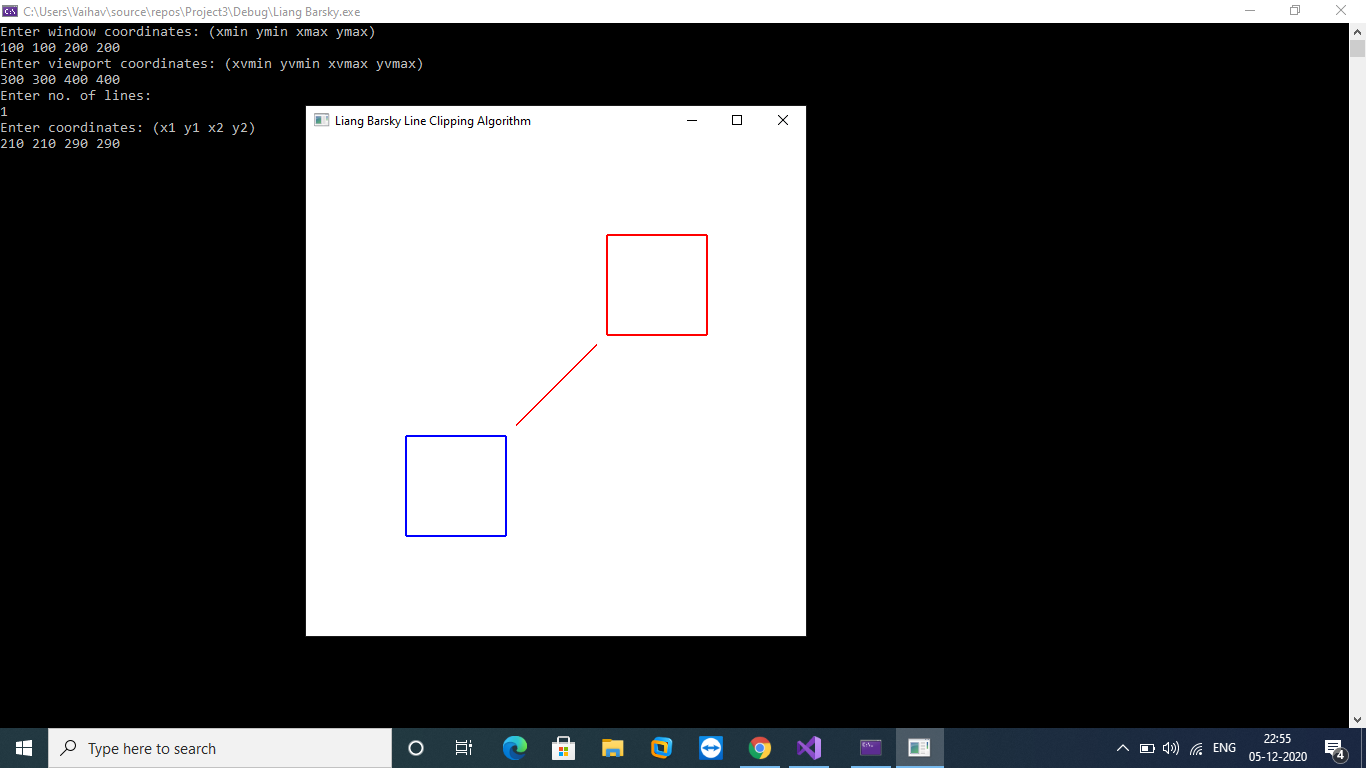 C:\Users\Vaihav\source\repos\Project3\Debug\Liang Barsky.exe
Enter window coordinates: (xmin ymin xmax ymax)
100 100 200 200
Enter viewport coordinates: (xvmin yvmin xvmax yvmax)
300 300 400 400
Enter no. of lines:
1
Enter coordinates: (x1 y1 x2 y2)
210 210 290 290
Liang Barsky Line Clipping Algorithm
Type here to search
ENG
22:55
05-12-2020
4